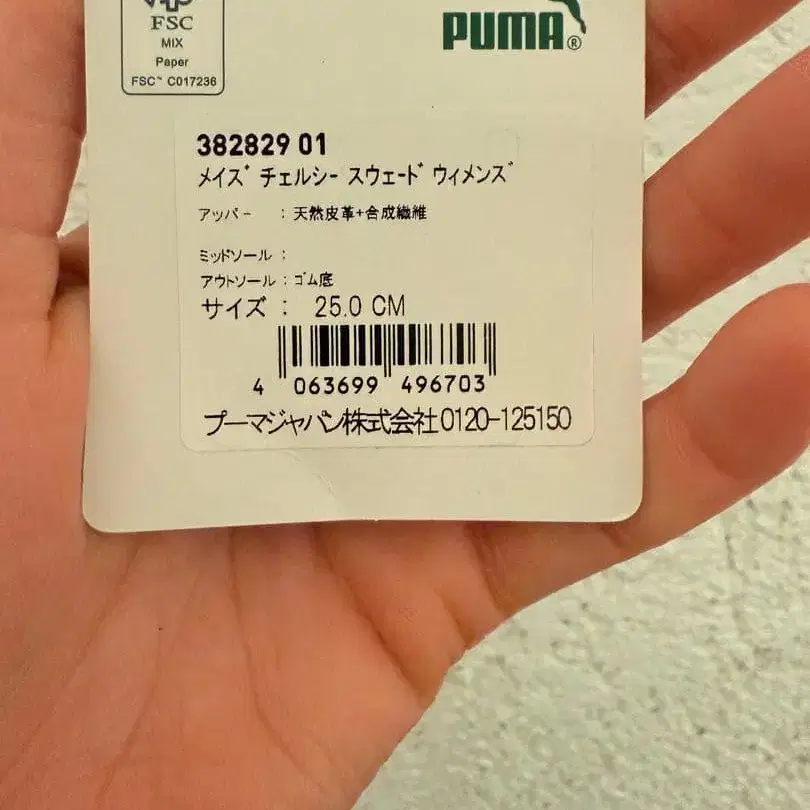 FSC
MIX
Paper
FSC™ C017236
PUMA®
382829 01
メイズ チェルシー スウェード ウィメンズ
アッパー : 天然皮革+合成繊維
ミッドソール :
アウトソール : ゴム底
サイズ : 25.0 CM
4 063699 496703
プーマジャパン株式会社0120-125150